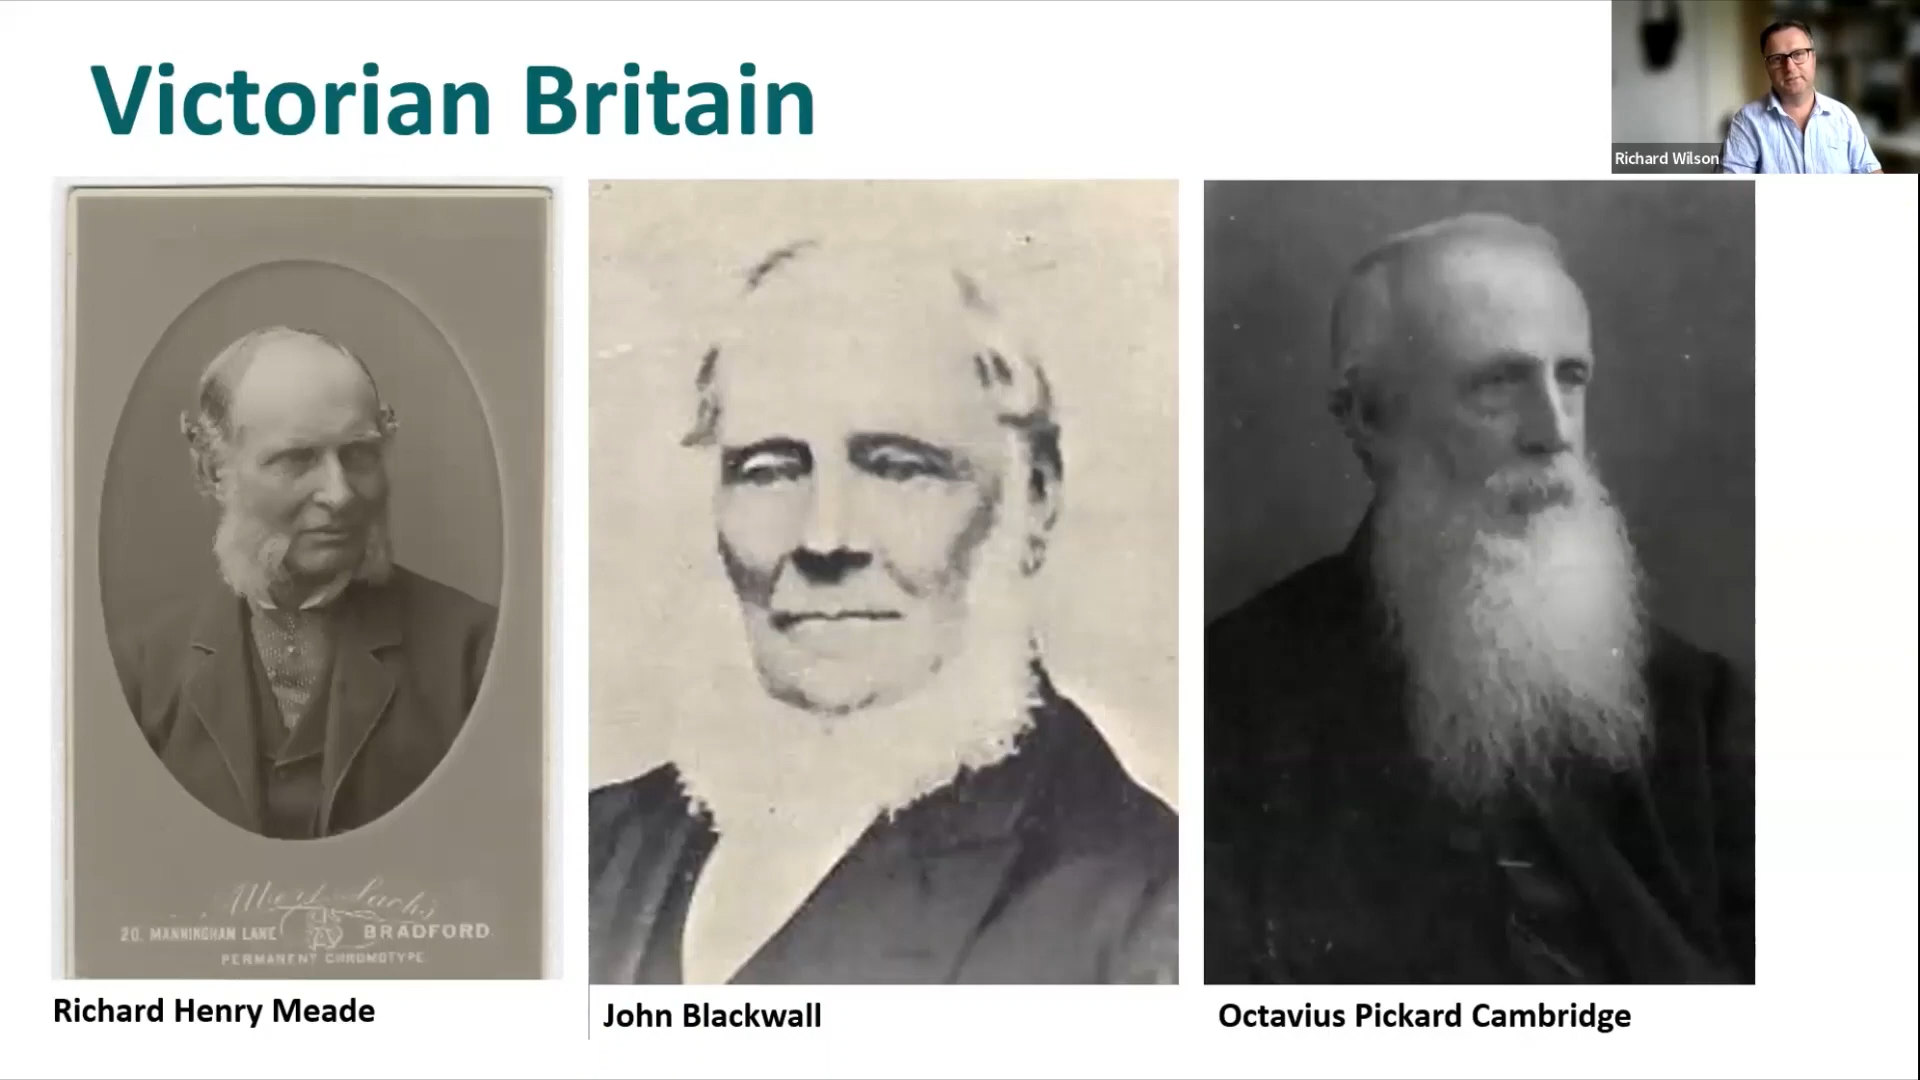 Victorian Britain
Richard Wilson
20. MANNINGHAM LANE BRADFORD.
PERMANENT CHROMOTYPE.
Richard Henry Meade
John Blackwall
Octavius Pickard Cambridge